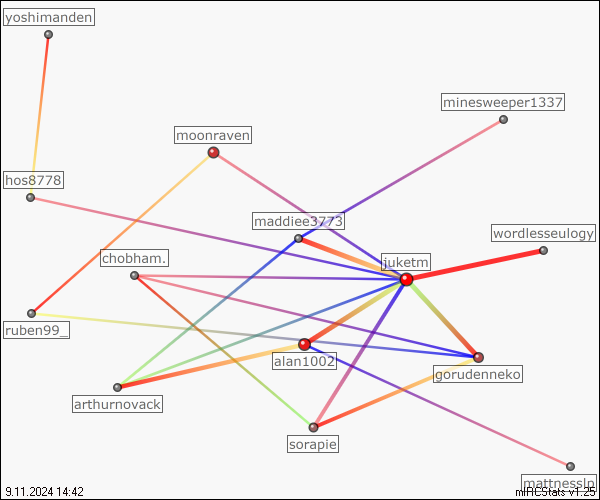 yoshimanden
minesweeper1337
moonraven
hos8778
maddiee3773
wordlesseulogy
chobham.
juketm
ruben99_
alan1002
gorudenneko
arthurnovack
sorapie
mattnesslp
9.11.2024 14:42
mIRCStats v1.25